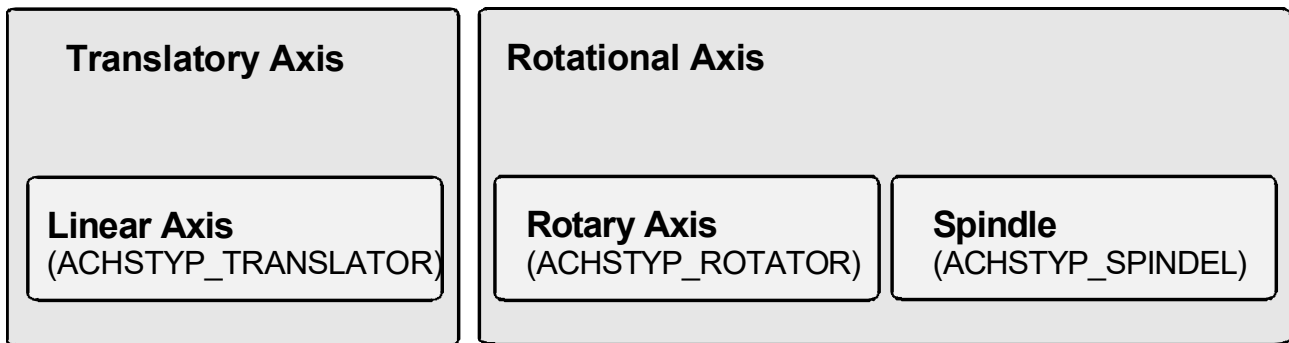 Translatory Axis
Rotational Axis
Linear Axis
(ACHSTYP_TRANSLATOR)
Rotary Axis
(ACHSTYP_ROTATOR)
Spindle
(ACHSTYP_SPINDEL)